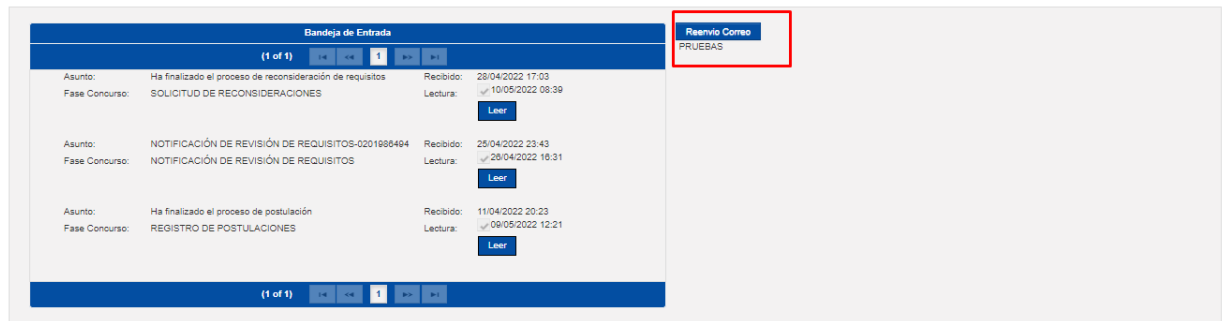 Bandeja de Entrada
(1 of 1) 1
Asunto: Ha finalizado el proceso de reconsideración de requisitos Recibido: 28/04/2022 17:03
Fase Concurso: SOLICITUD DE RECONSIDERACIONES Lectura: 10/05/2022 08:39
Leer
Asunto: NOTIFICACIÓN DE REVISIÓN DE REQUISITOS-0201986494 Recibido: 25/04/2022 23:43
Fase Concurso: NOTIFICACIÓN DE REVISIÓN DE REQUISITOS Lectura: 26/04/2022 16:31
Leer
Asunto: Ha finalizado el proceso de postulación Recibido: 11/04/2022 20:23
Fase Concurso: REGISTRO DE POSTULACIONES Lectura: 09/05/2022 12:21
Leer
(1 of 1) 1
Reenvio Correo
PRUEBAS